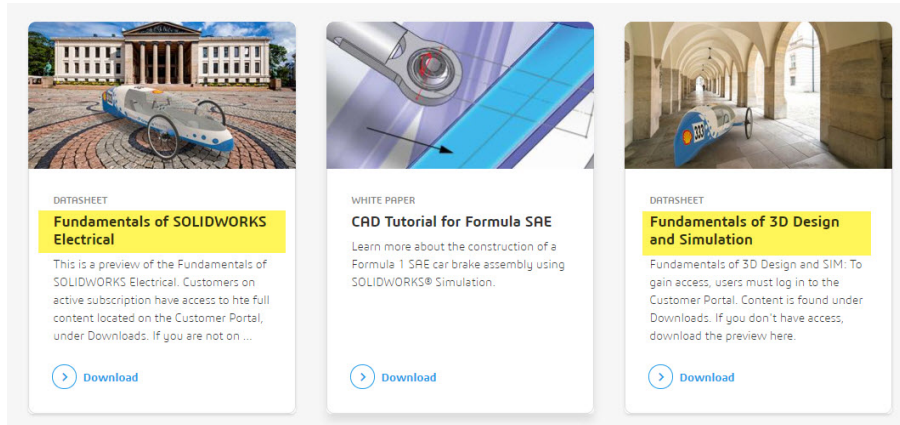 DATASHEET
Fundamentals of SOLIDWORKS
Electrical
This is a preview of the Fundamentals of
SOLIDWORKS Electrical. Customers on
active subscription have access to hte full
content located on the Customer Portal,
under Downloads. If you are not on ...
Download
WHITE PAPER
CAD Tutorial for Formula SAE
Learn more about the construction of a
Formula 1 SAE car brake assembly using
SOLIDWORKS® Simulation.
Download
333
DATASHEET
Fundamentals of 3D Design
and Simulation
Fundamentals of 3D Design and SIM: To
gain access, users must log in to the
Customer Portal. Content is found under
Downloads. If you don't have access,
download the preview here.
Download